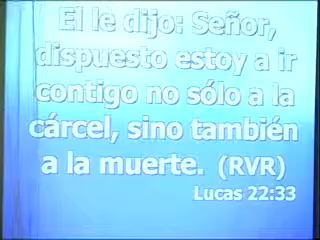 El le dijo: Señor,
dispuesto estoy a ir
contigo no sólo a la
cárcel, sino también
a la muerte. (RVR)
Lucas 22:33